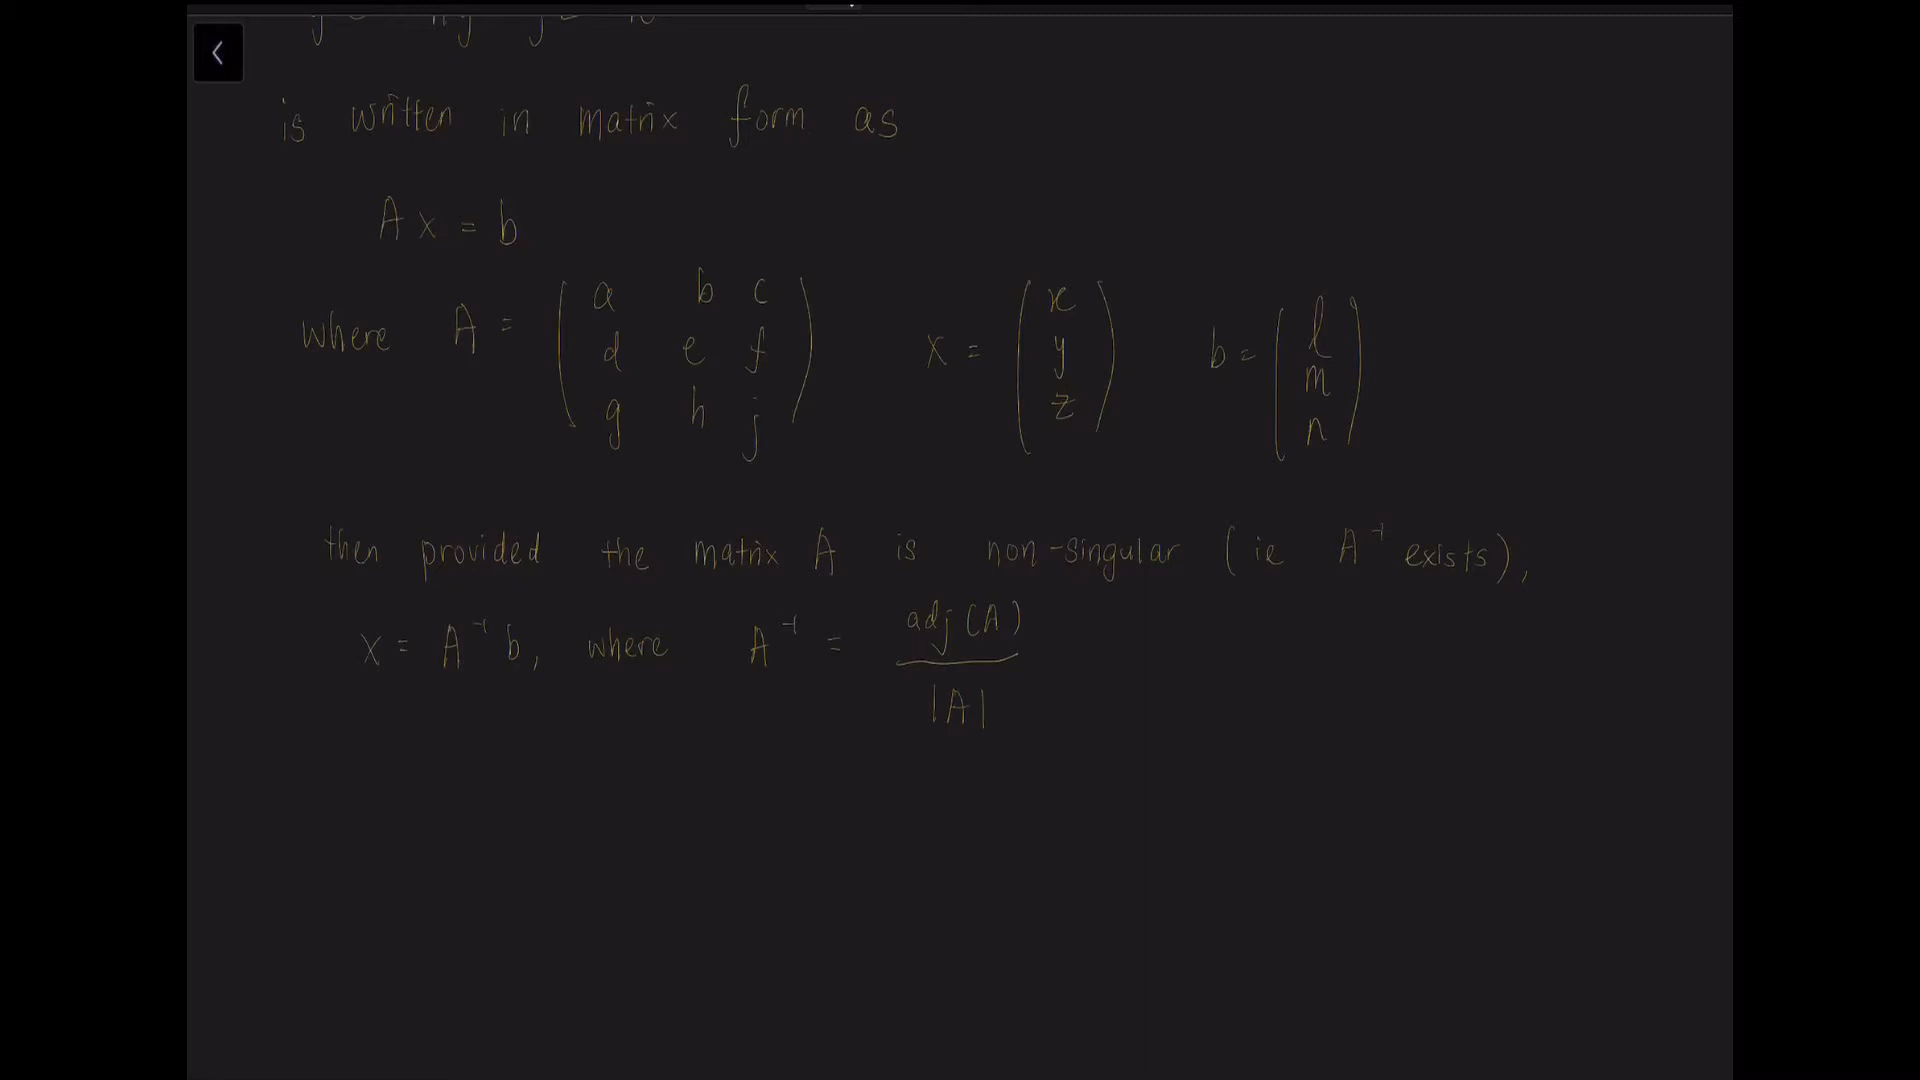 is written in matrix form as
A x = b
where A = ( a b c d e f g h j ) x = ( x y z ) b = ( l m n )
then provided the matrix A is non-singular (ie A⁻¹ exists),
x = A⁻¹ b, where A⁻¹ = adj(A) / |A|